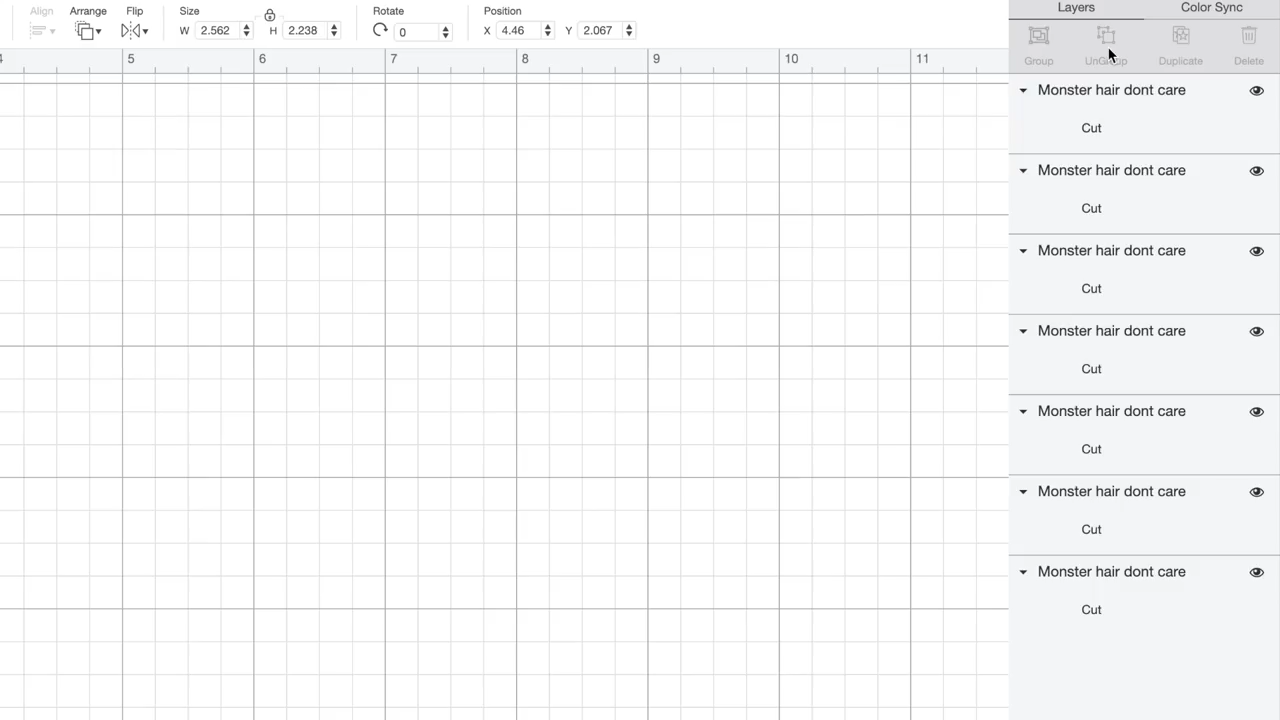 Align Arrange Flip Size Rotate Position Layers Color Sync
W 2.562 H 2.238 0 X 4.46 Y 2.067
Group UnGroup Duplicate Delete
4 5 6 7 8 9 10 11
Monster hair dont care
Cut
Monster hair dont care
Cut
Monster hair dont care
Cut
Monster hair dont care
Cut
Monster hair dont care
Cut
Monster hair dont care
Cut
Monster hair dont care
Cut